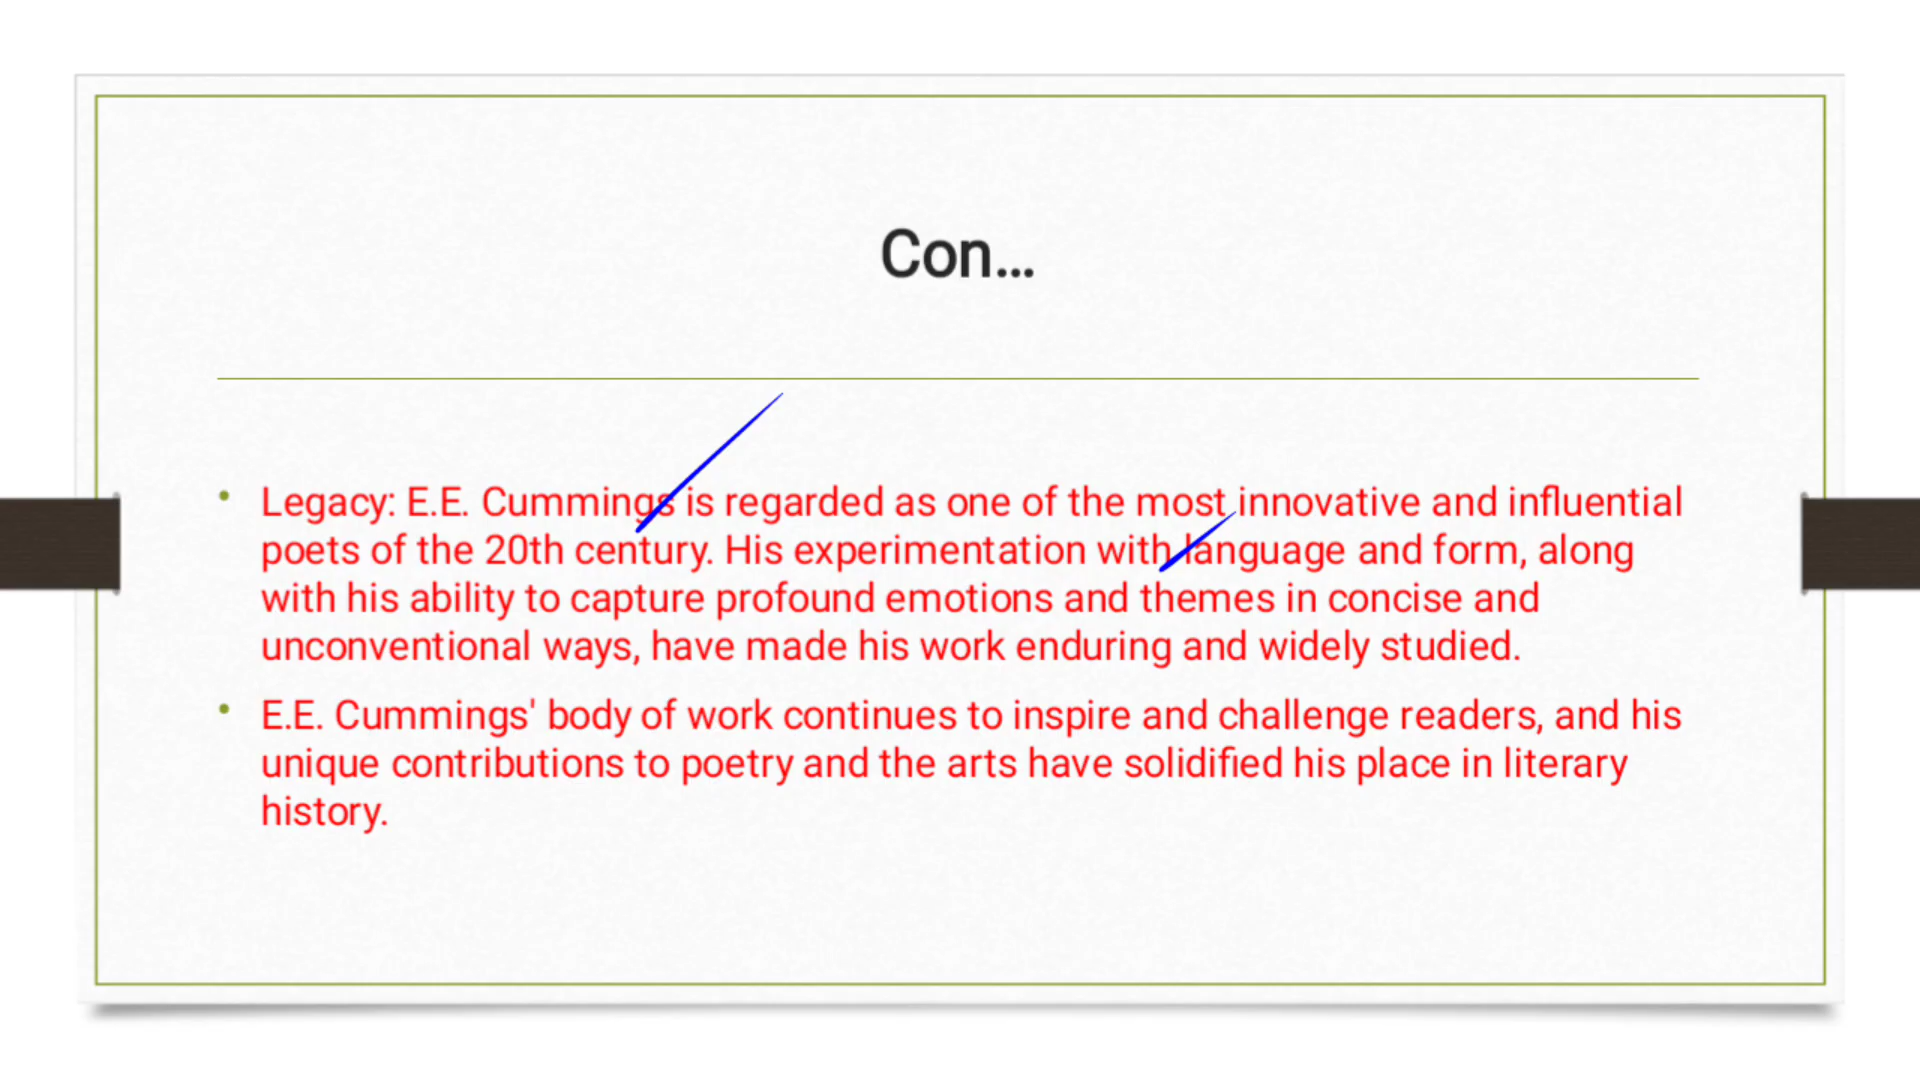 Con...
• Legacy: E.E. Cummings is regarded as one of the most innovative and influential
poets of the 20th century. His experimentation with language and form, along
with his ability to capture profound emotions and themes in concise and
unconventional ways, have made his work enduring and widely studied.
• E.E. Cummings' body of work continues to inspire and challenge readers, and his
unique contributions to poetry and the arts have solidified his place in literary
history.